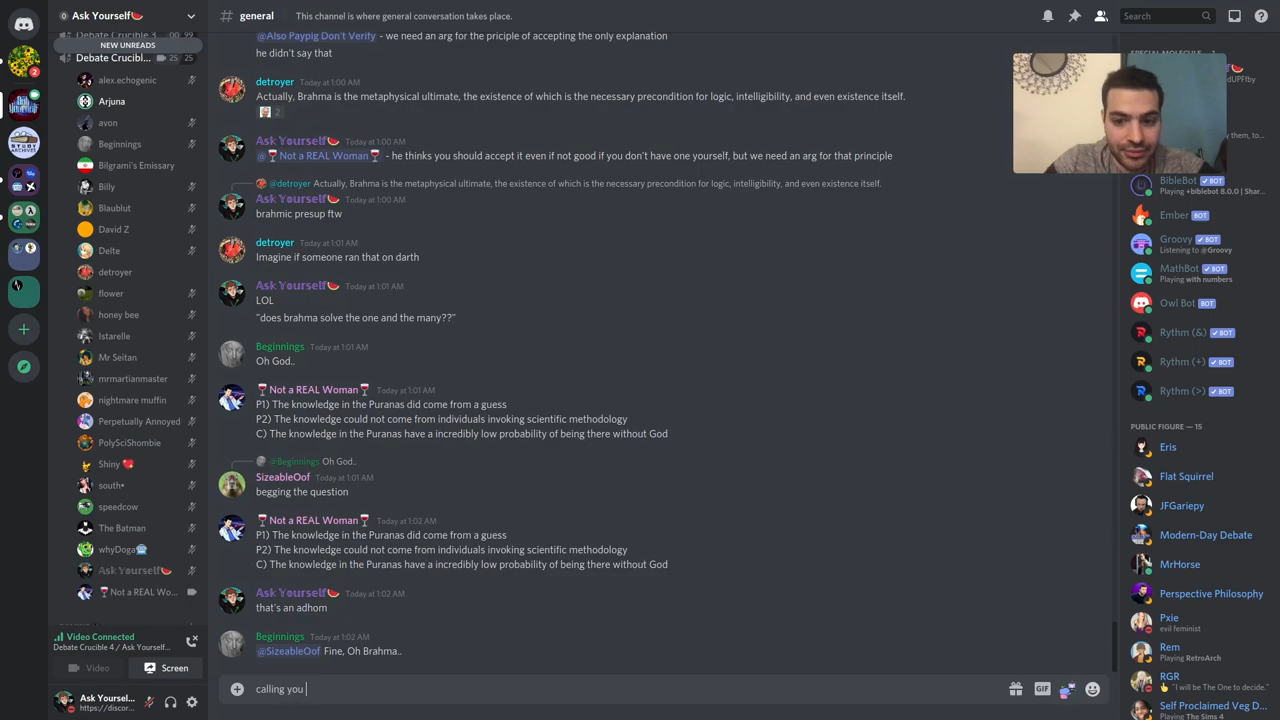 Ask Yourself🍉
Debate Crucible 3
00 99
NEW UNREADS
Debate Crucibl...
25 25
alex.echogenic
Arjuna
avon
Beginnings
Bilgrami's Emissary
Billy
Blaublut
David Z
Delte
detroyer
flower
honey bee
Istarelle
Mr Seitan
mrmartianmaster
nightmare muffin
Perpetually Annoyed
PolySciShombie
Shiny 💔
south•
speedcow
The Batman
whyDoga🥶
Ask Yourself🍉
🍷Not a REAL Wo...
Video Connected
Debate Crucible 4 / Ask Yourself...
Video
Screen
Ask Yoursel...
https://discor...
2
# general
This channel is where general conversation takes place.
Search
@Also Paypig Don't Verify - we need an arg for the priciple of accepting the only explanation
he didn't say that
detroyer Today at 1:00 AM
Actually, Brahma is the metaphysical ultimate, the existence of which is the necessary precondition for logic, intelligibility, and even existence itself.
2
Ask Yourself🍉 Today at 1:00 AM
@🍷Not a REAL Woman🍷 - he thinks you should accept it even if not good if you don't have one yourself, but we need an arg for that principle
@detroyer Actually, Brahma is the metaphysical ultimate, the existence of which is the necessary precondition for logic, intelligibility, and even existence itself.
Ask Yourself🍉 Today at 1:00 AM
brahmic presup ftw
detroyer Today at 1:01 AM
Imagine if someone ran that on darth
Ask Yourself🍉 Today at 1:01 AM
LOL
"does brahma solve the one and the many??"
Beginnings Today at 1:01 AM
Oh God..
🍷Not a REAL Woman🍷 Today at 1:01 AM
P1) The knowledge in the Puranas did come from a guess
P2) The knowledge could not come from individuals invoking scientific methodology
C) The knowledge in the Puranas have a incredibly low probability of being there without God
@Beginnings Oh God..
SizeableOof Today at 1:01 AM
begging the question
🍷Not a REAL Woman🍷 Today at 1:02 AM
P1) The knowledge in the Puranas did come from a guess
P2) The knowledge could not come from individuals invoking scientific methodology
C) The knowledge in the Puranas have a incredibly low probability of being there without God
Ask Yourself🍉 Today at 1:02 AM
that's an adhom
Beginnings Today at 1:02 AM
@SizeableOof Fine, Oh Brahma..
calling you
GIF
BibleBot BOT
Playing +bibleBot 8.0.0 | Shar...
Ember BOT
Groovy BOT
Listening to @Groovy
MathBot BOT
Playing with numbers
Owl Bot BOT
Rythm (&) BOT
Rythm (+) BOT
Rythm (>) BOT
PUBLIC FIGURE — 15
Eris
Flat Squirrel
JFGariepy
Modern-Day Debate
MrHorse
Perspective Philosophy
Pxie
evil feminist
Rem
Playing RetroArch
RGR
👆 "I will be The One to decide."
Self Proclaimed Veg D...
Playing The Sims 4